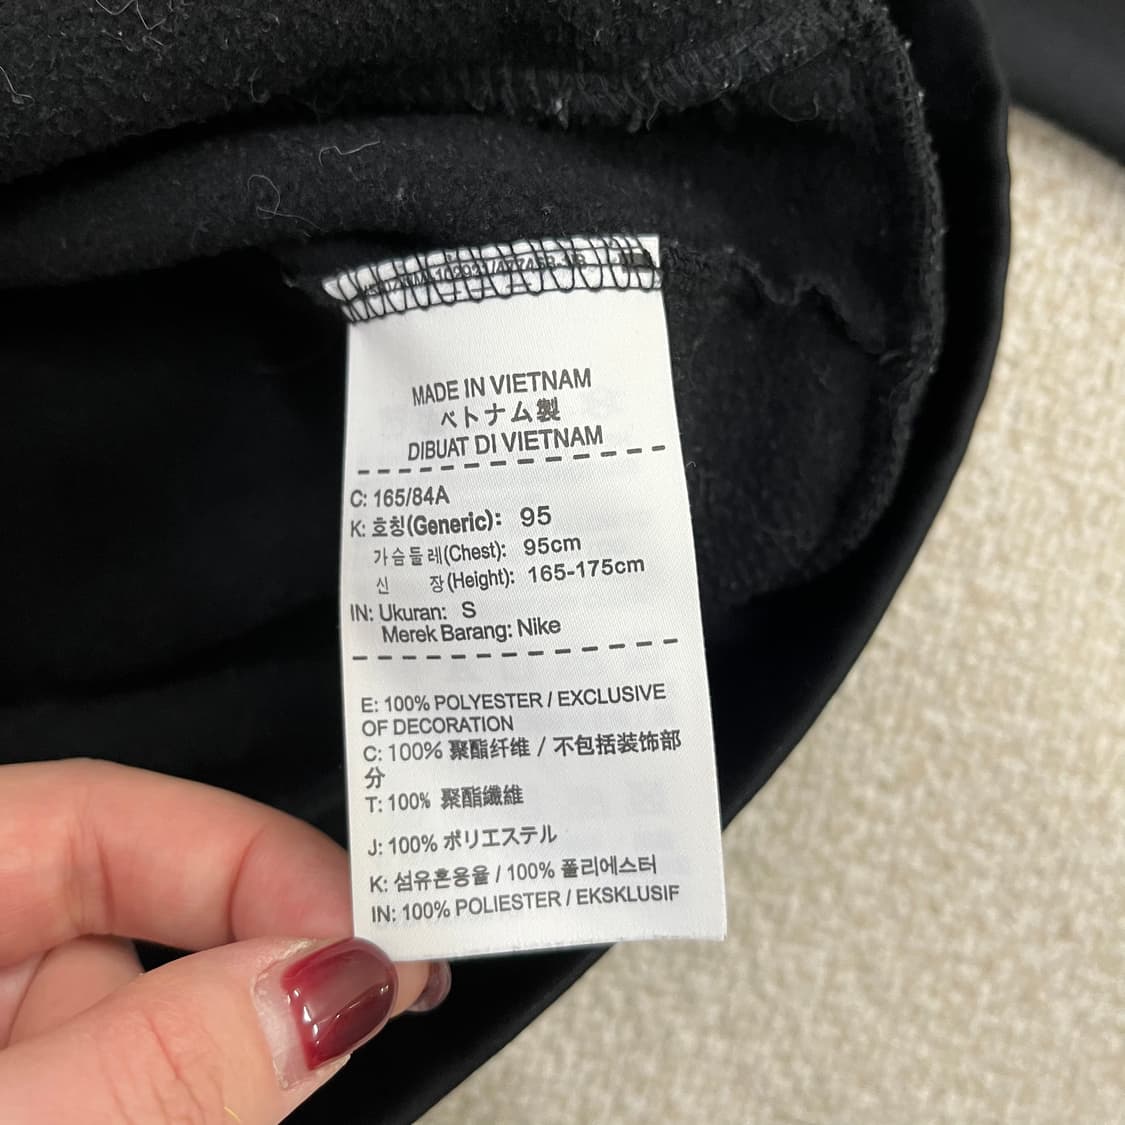 MADE IN VIETNAM
ベトナム製
DIBUAT DI VIETNAM
C: 165/84A
K: 호칭(Generic): 95
가슴둘레(Chest): 95cm
신 장(Height): 165-175cm
IN: Ukuran: S
Merek Barang: Nike
E: 100% POLYESTER / EXCLUSIVE
OF DECORATION
C: 100% 聚酯纤维 / 不包括装饰部
分
T: 100% 聚酯纖維
J: 100% ポリエステル
K: 섬유혼용율 / 100% 폴리에스터
IN: 100% POLIESTER / EKSKLUSIF